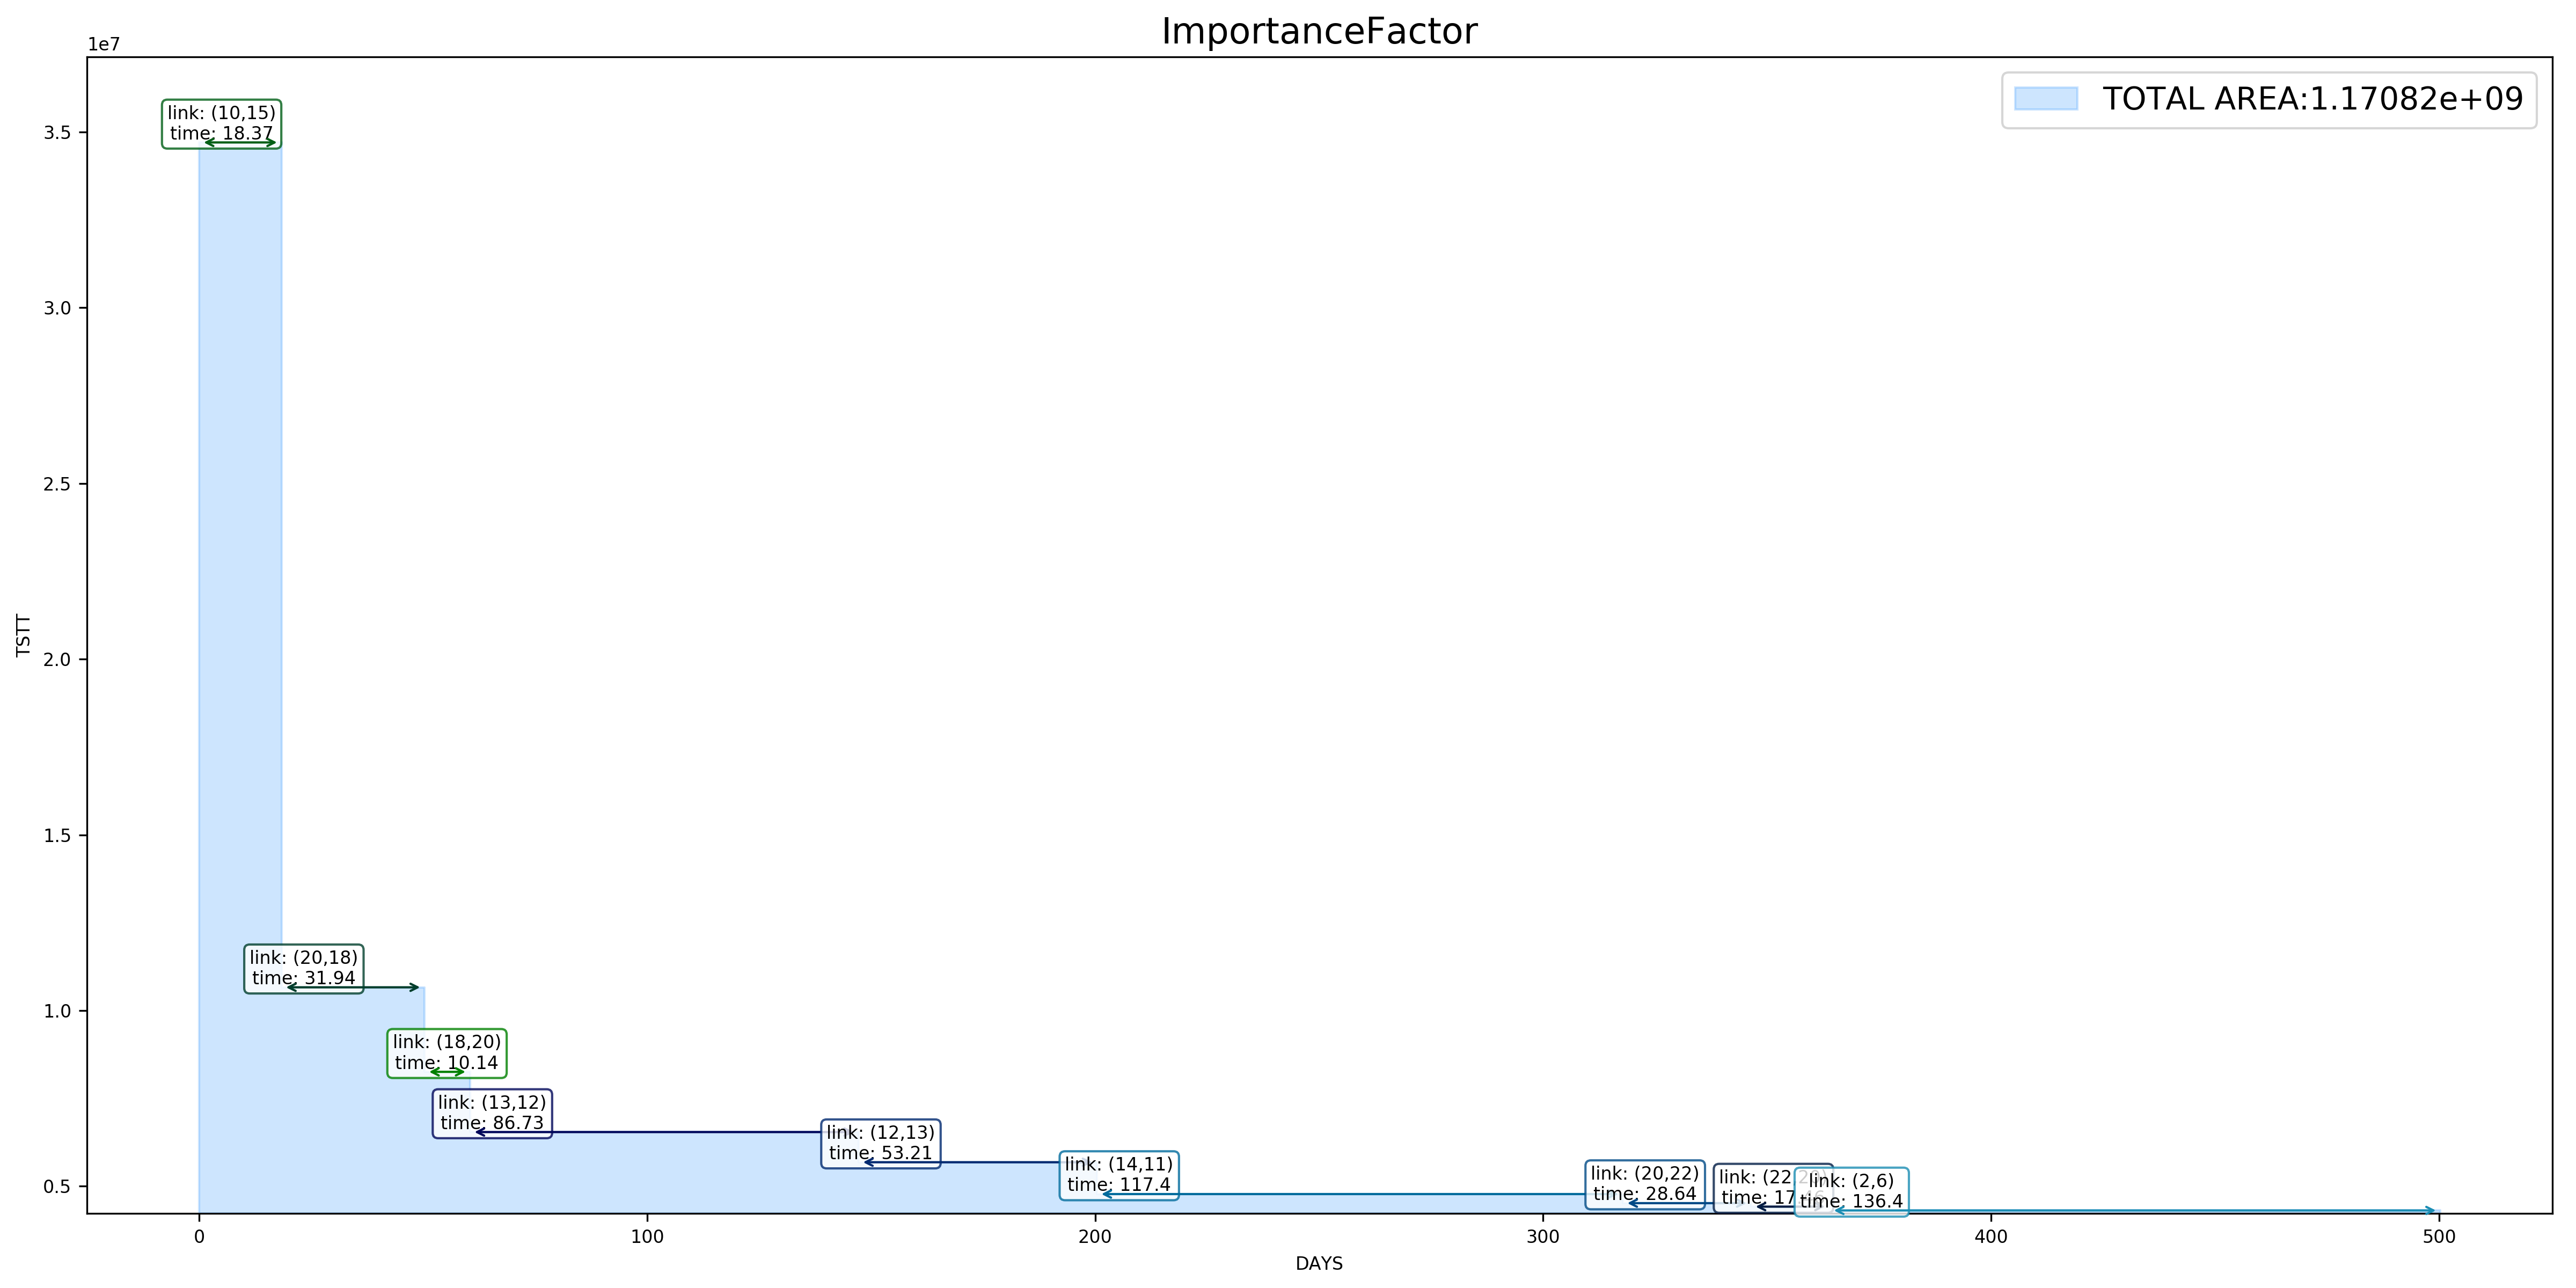 ImportanceFactor
1e7
TOTAL AREA:1.17082e+09
3.5
3.0
2.5
2.0
1.5
1.0
0.5
TSTT
link: (10,15)
time: 18.37
link: (20,18)
time: 31.94
link: (18,20)
time: 10.14
link: (13,12)
time: 86.73
link: (12,13)
time: 53.21
link: (14,11)
time: 117.4
link: (20,22)
time: 28.64
link:
time:
link: (2,6)
time: 136.4
0
100
200
300
400
500
DAYS